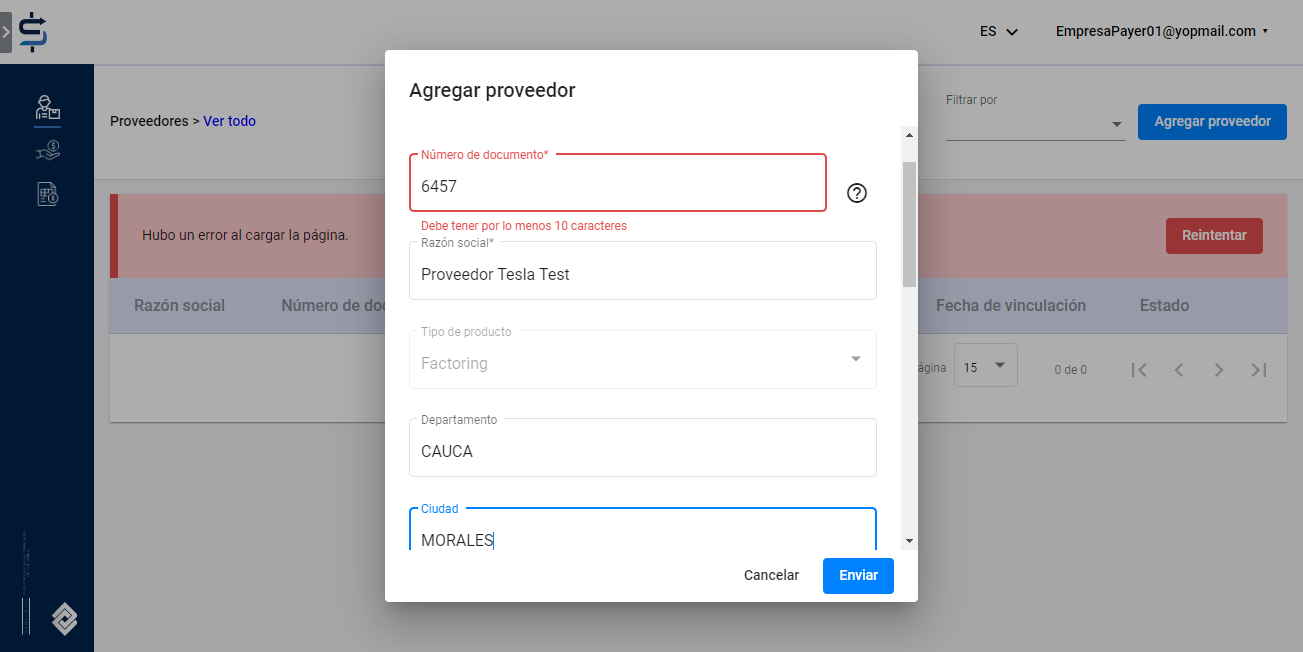 ES
EmpresaPayer01@yopmail.com
Proveedores > Ver todo
Filtrar por
Agregar proveedor
Hubo un error al cargar la página.
Reintentar
Razón social
Número de doc
Fecha de vinculación
Estado
ágina
15
0 de 0
Agregar proveedor
Número de documento*
6457
Debe tener por lo menos 10 caracteres
Razón social*
Proveedor Tesla Test
Tipo de producto
Factoring
Departamento
CAUCA
Ciudad
MORALES
Cancelar
Enviar